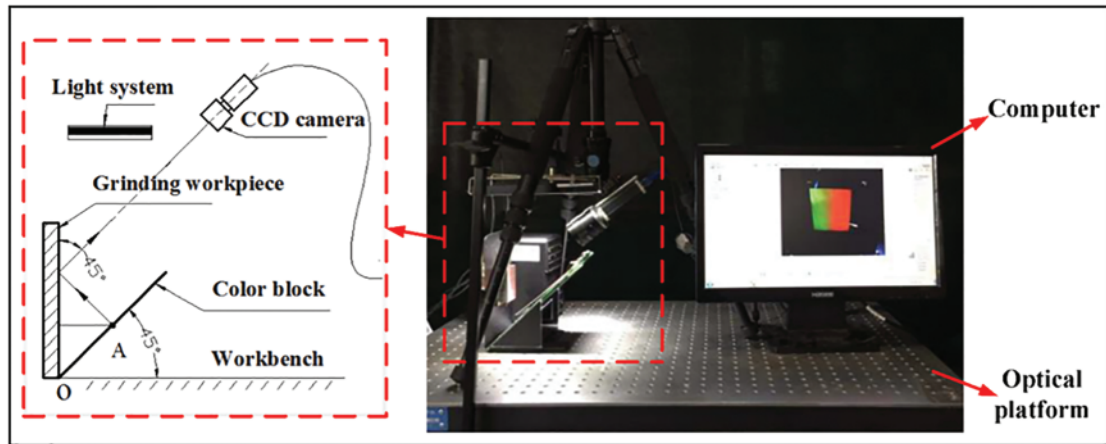 Light system
CCD camera
Grinding workpiece
45°
Color block
A
45°
Workbench
O
Computer
Optical
platform